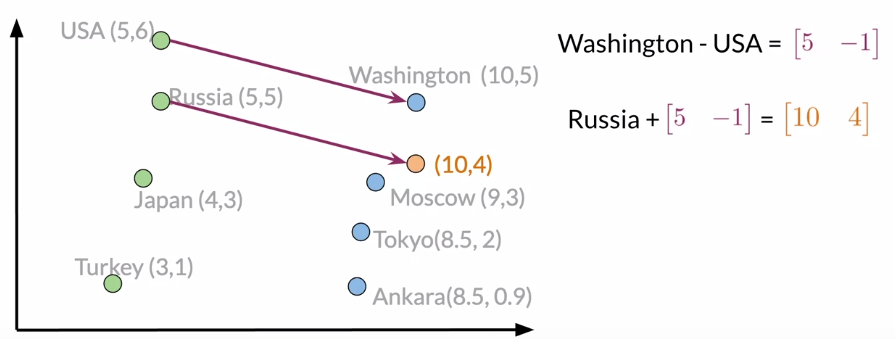 USA (5,6)
Washington - USA = [5 −1]
Washington (10,5)
Russia (5,5)
Russia + [5 −1] = [10 4]
(10,4)
Japan (4,3)
Moscow (9,3)
Tokyo(8.5, 2)
Turkey (3,1)
Ankara(8.5, 0.9)